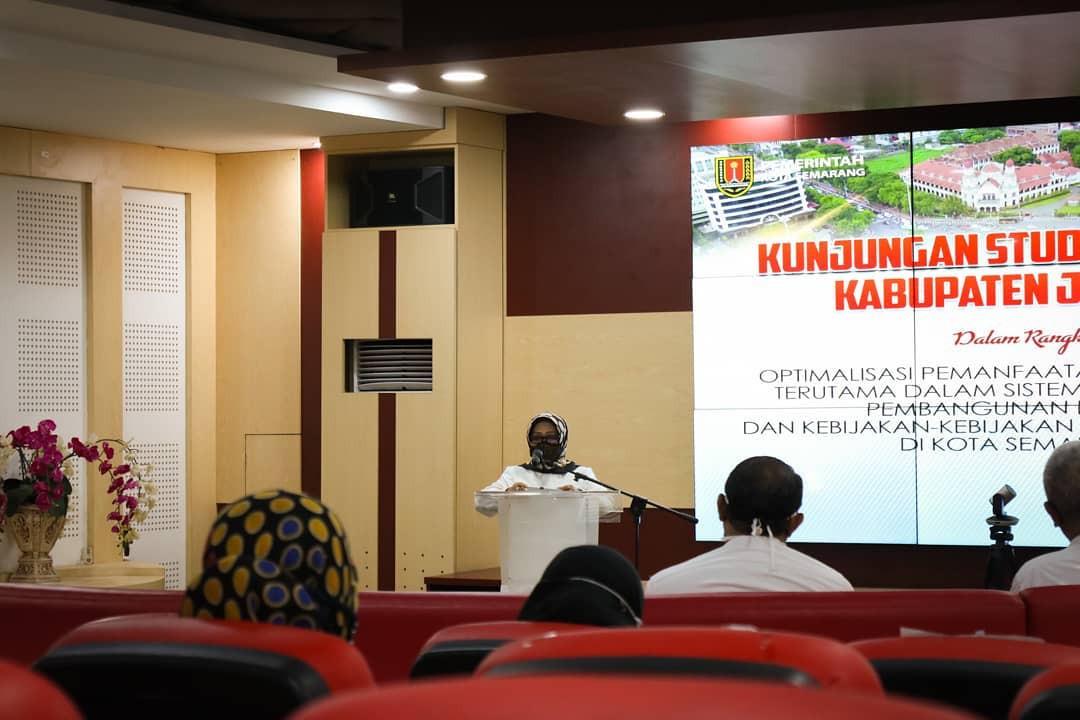 PEMERINTAH
KOTA SEMARANG
KUNJUNGAN STUD
KABUPATEN J
Dalam Rangk
OPTIMALISASI PEMANFAATA
TERUTAMA DALAM SISTEM
PEMBANGUNAN
DAN KEBIJAKAN-KEBIJAKAN
DI KOTA SEMA